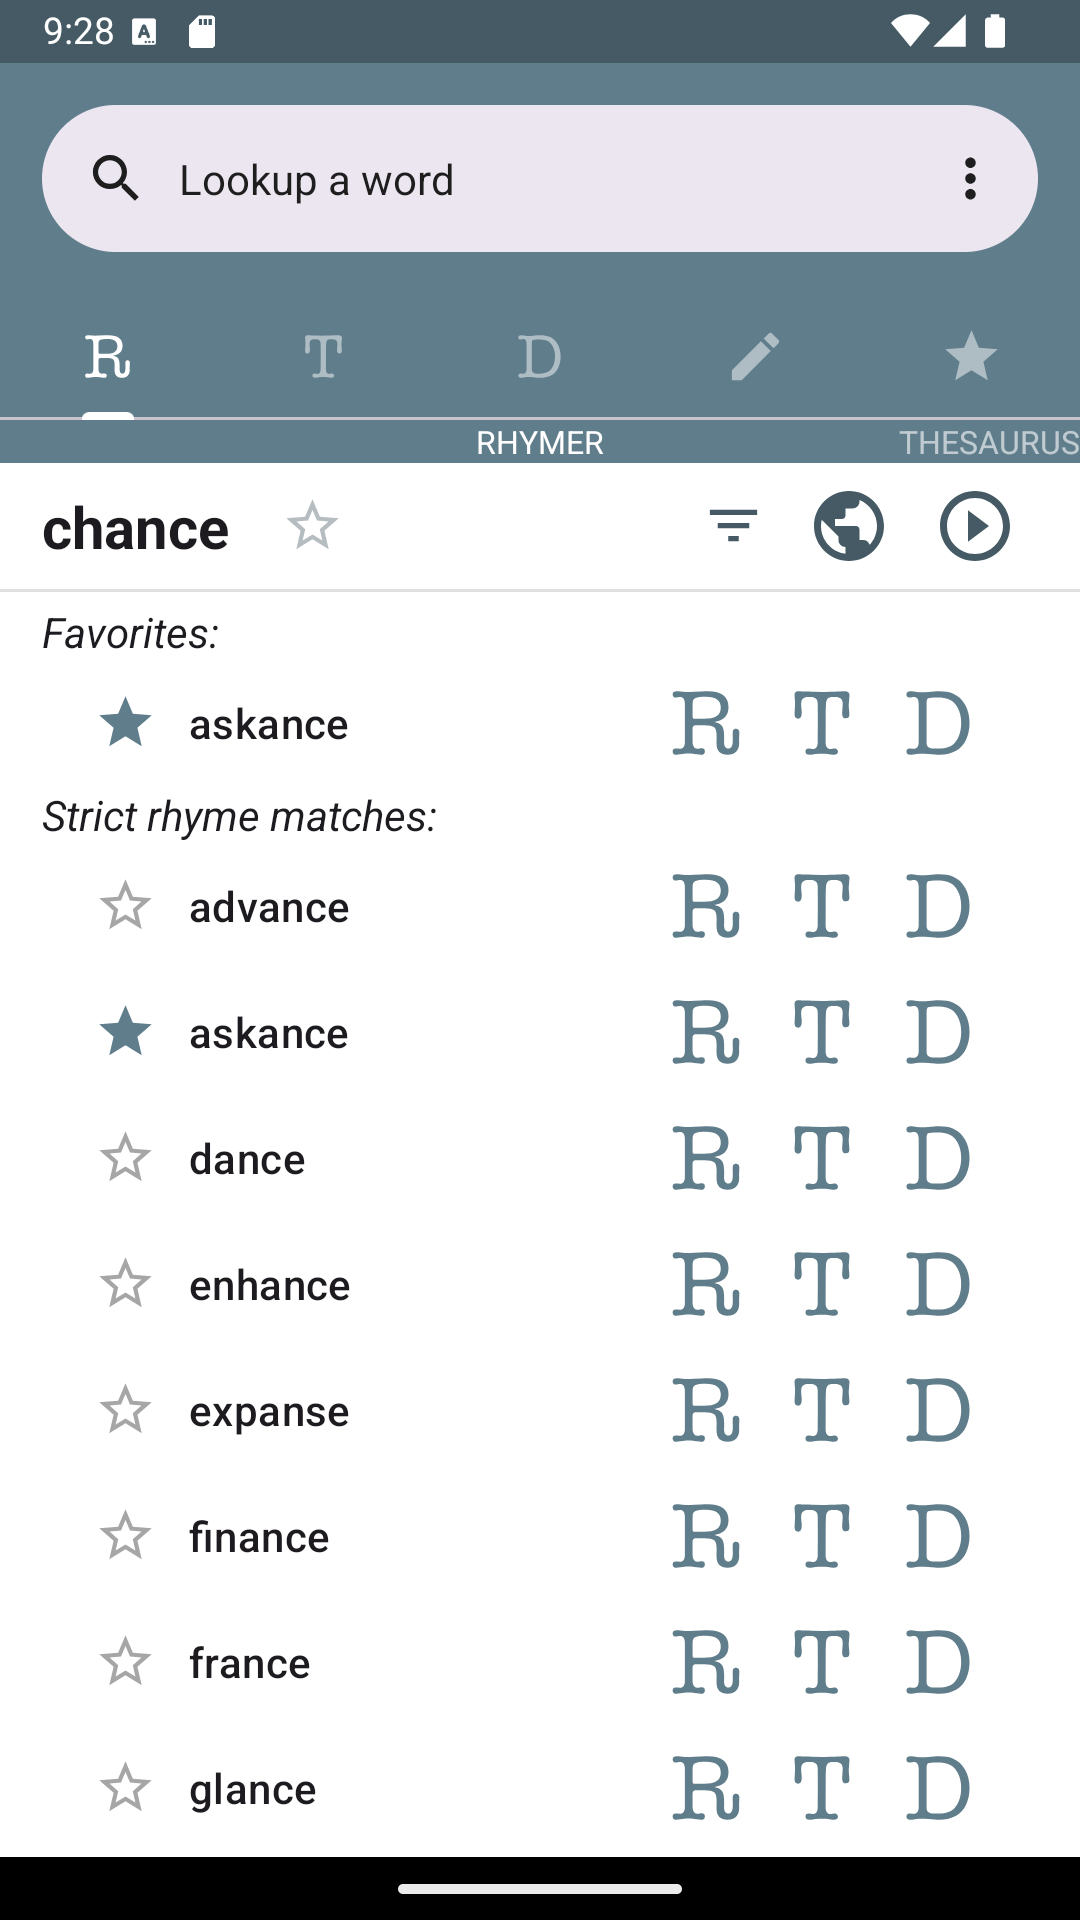 9:28
Lookup a word
R T D
RHYMER THESAURUS
chance
Favorites:
askance R T D
Strict rhyme matches:
advance R T D
askance R T D
dance R T D
enhance R T D
expanse R T D
finance R T D
france R T D
glance R T D